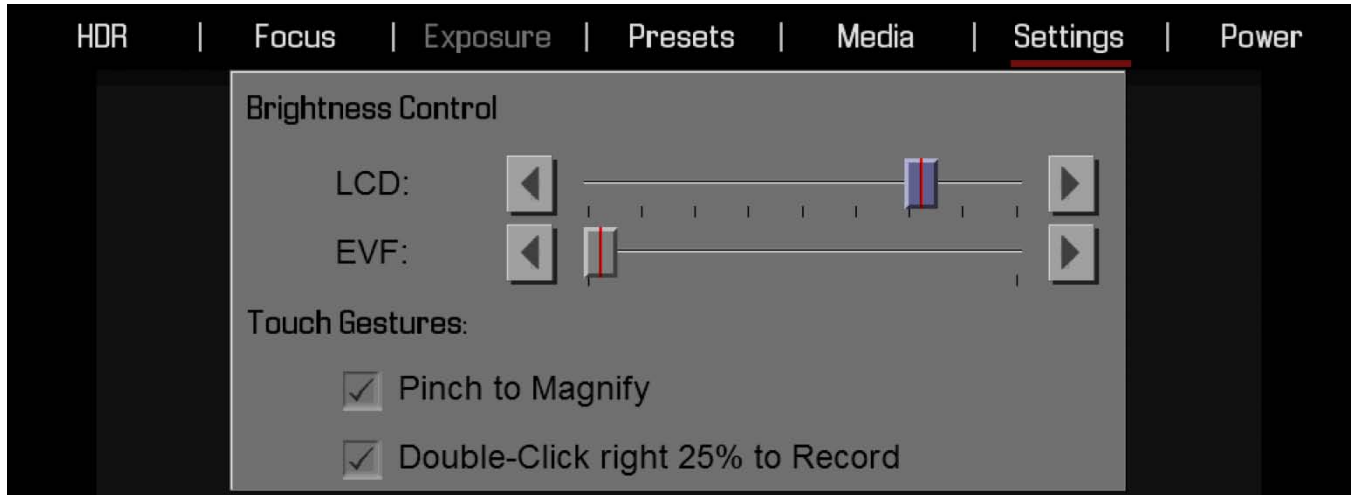 HDR | Focus | Exposure | Presets | Media | Settings | Power
Brightness Control
LCD:
EVF:
Touch Gestures:
Pinch to Magnify
Double-Click right 25% to Record